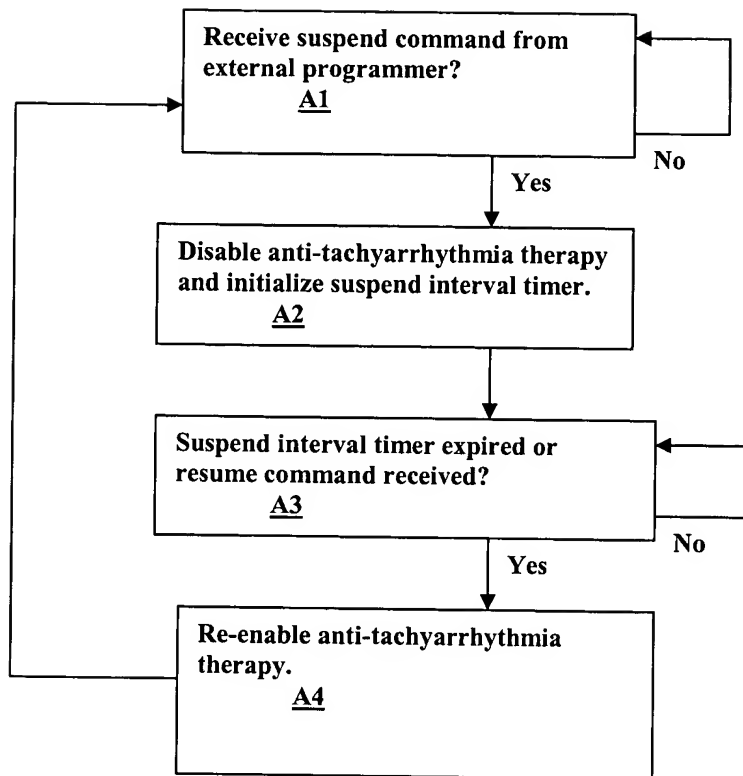 Receive suspend command from
external programmer?
A1
No
Yes
Disable anti-tachyarrhythmia therapy
and initialize suspend interval timer.
A2
Suspend interval timer expired or
resume command received?
A3
No
Yes
Re-enable anti-tachyarrhythmia
therapy.
A4